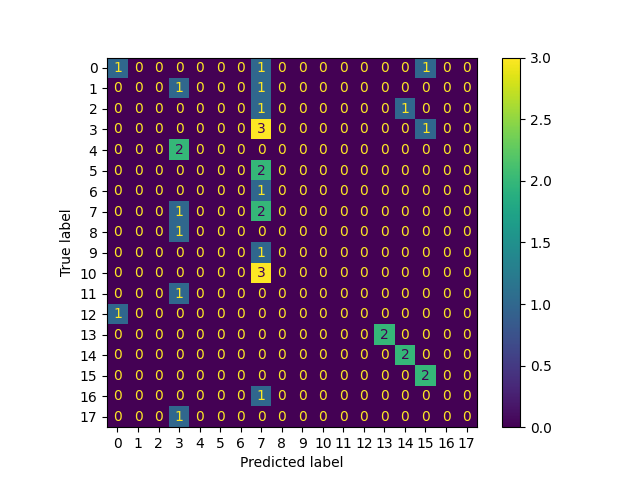 0 1 0 0 0 0 0 0 1 0 0 0 0 0 0 0 1 0 0 3.0
1 0 0 0 1 0 0 0 1 0 0 0 0 0 0 0 0 0 0
2 0 0 0 0 0 0 0 1 0 0 0 0 0 0 1 0 0 0
3 0 0 0 0 0 0 0 3 0 0 0 0 0 0 0 1 0 0 2.5
4 0 0 0 2 0 0 0 0 0 0 0 0 0 0 0 0 0 0
5 0 0 0 0 0 0 0 2 0 0 0 0 0 0 0 0 0 0
6 0 0 0 0 0 0 0 1 0 0 0 0 0 0 0 0 0 0 2.0
7 0 0 0 1 0 0 0 2 0 0 0 0 0 0 0 0 0 0
8 0 0 0 1 0 0 0 0 0 0 0 0 0 0 0 0 0 0
True label
9 0 0 0 0 0 0 0 1 0 0 0 0 0 0 0 0 0 0 1.5
10 0 0 0 0 0 0 0 3 0 0 0 0 0 0 0 0 0 0
11 0 0 0 1 0 0 0 0 0 0 0 0 0 0 0 0 0 0
12 1 0 0 0 0 0 0 0 0 0 0 0 0 0 0 0 0 0 1.0
13 0 0 0 0 0 0 0 0 0 0 0 0 0 2 0 0 0 0
14 0 0 0 0 0 0 0 0 0 0 0 0 0 0 2 0 0 0
15 0 0 0 0 0 0 0 0 0 0 0 0 0 0 0 2 0 0 0.5
16 0 0 0 0 0 0 0 1 0 0 0 0 0 0 0 0 0 0
17 0 0 0 1 0 0 0 0 0 0 0 0 0 0 0 0 0 0 0.0
0 1 2 3 4 5 6 7 8 9 10 11 12 13 14 15 16 17
Predicted label